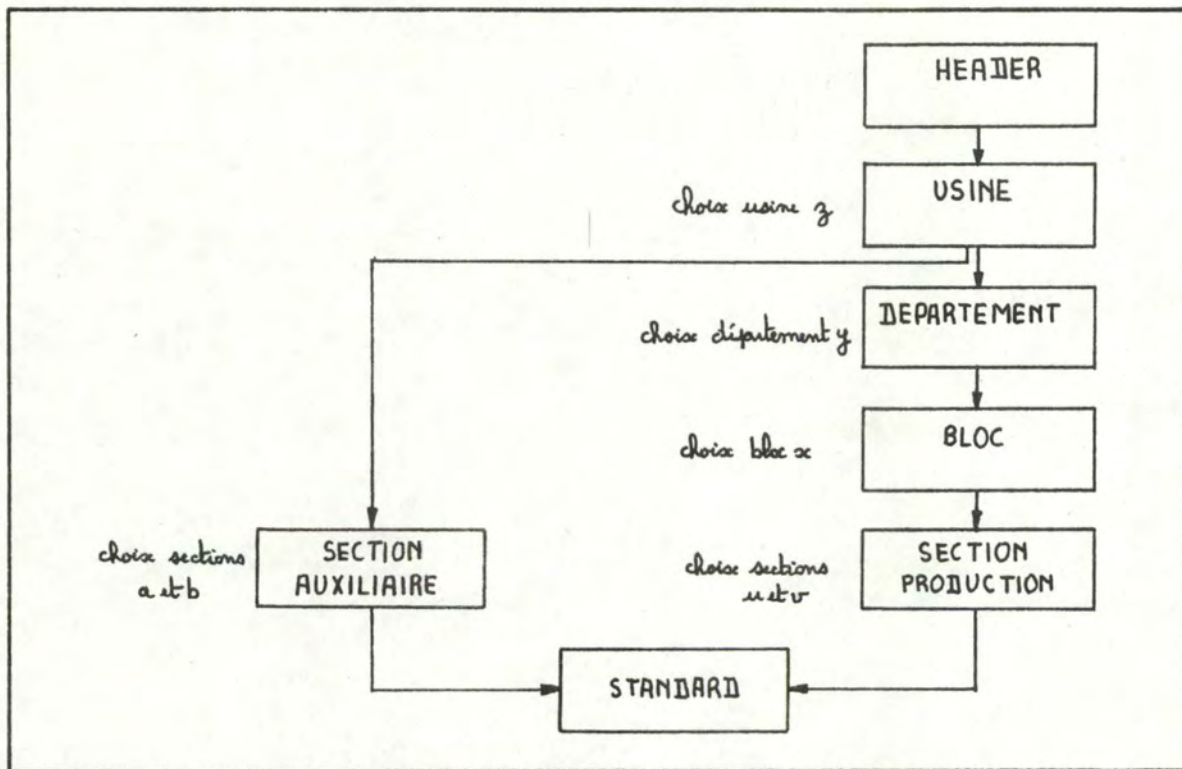 HEADER
USINE
choix usine z
DEPARTEMENT
choix département y
BLOC
choix bloc x
choix sections
a et b
SECTION
AUXILIAIRE
choix sections
u et v
SECTION
PRODUCTION
STANDARD